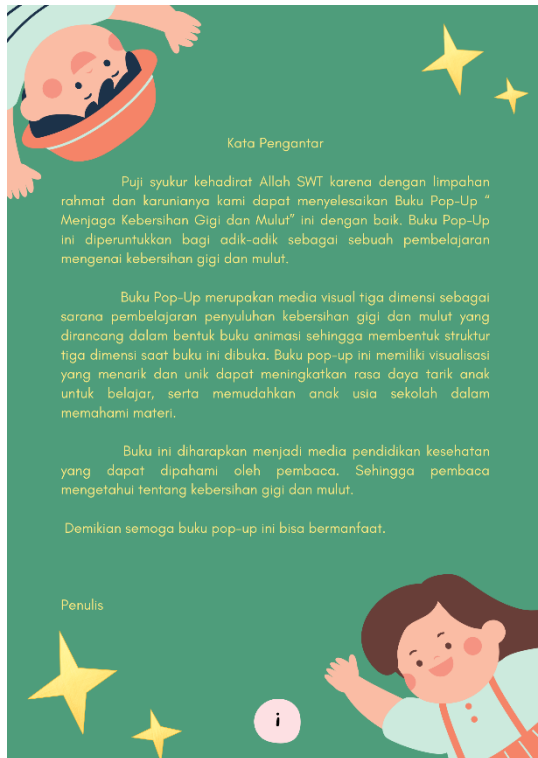 Kata Pengantar
Puji syukur kehadirat Allah SWT karena dengan limpahan
rahmat dan karunianya kami dapat menyelesaikan Buku Pop-Up “
Menjaga Kebersihan Gigi dan Mulut” ini dengan baik. Buku Pop-Up
ini diperuntukkan bagi adik-adik sebagai sebuah pembelajaran
mengenai kebersihan gigi dan mulut.
Buku Pop-Up merupakan media visual tiga dimensi sebagai
sarana pembelajaran penyuluhan kebersihan gigi dan mulut yang
dirancang dalam bentuk buku animasi sehingga membentuk struktur
tiga dimensi saat buku ini dibuka. Buku pop-up ini memiliki visualisasi
yang menarik dan unik dapat meningkatkan rasa daya tarik anak
untuk belajar, serta memudahkan anak usia sekolah dalam
memahami materi.
Buku ini diharapkan menjadi media pendidikan kesehatan
yang dapat dipahami oleh pembaca. Sehingga pembaca
mengetahui tentang kebersihan gigi dan mulut.
Demikian semoga buku pop-up ini bisa bermanfaat.
Penulis
i